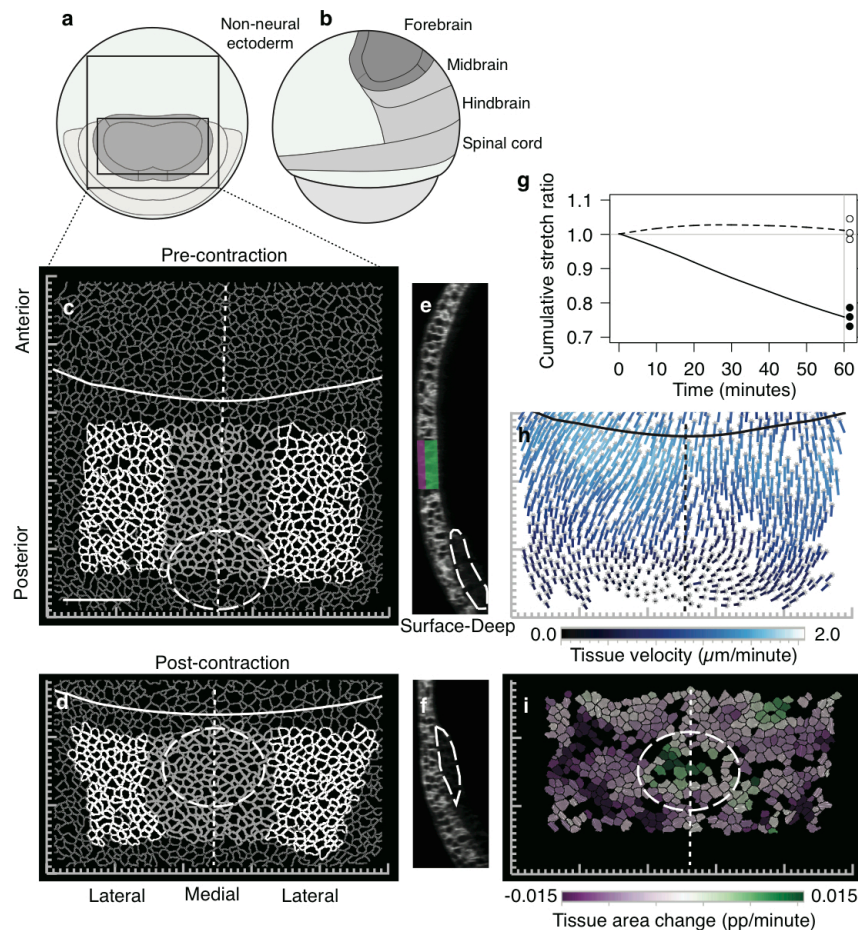 a
Non-neural
ectoderm
b
Forebrain
Midbrain
Hindbrain
Spinal cord
g
Cumulative stretch ratio
1.1
1.0
0.9
0.8
0.7
0 10 20 30 40 50 60
Time (minutes)
Pre-contraction
Anterior
Posterior
c
e
Surface-Deep
h
0.0
2.0
Tissue velocity (µm/minute)
Post-contraction
d
f
i
Lateral Medial Lateral
-0.015
0.015
Tissue area change (pp/minute)